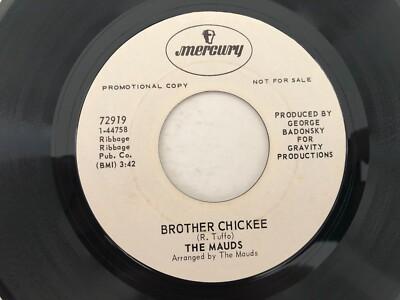 mercury
PROMOTIONAL COPY
NOT FOR SALE
72919
1-44758
Ribbage
Ribbage
Pub. Co.
(BMI) 3:42
PRODUCED BY
GEORGE
BADONSKY
FOR
GRAVITY
PRODUCTIONS
BROTHER CHICKEE
(R. Tuffo)
THE MAUDS
Arranged by The Mauds